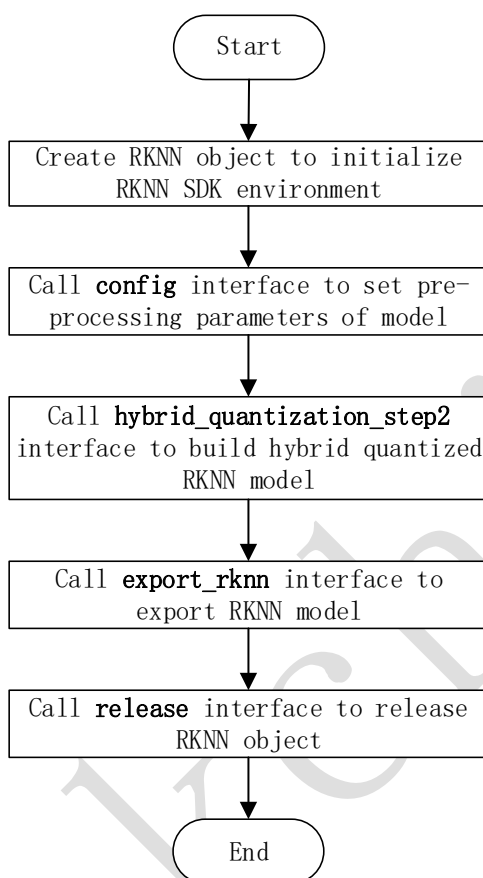 Start
Create RKNN object to initialize
RKNN SDK environment
Call config interface to set pre-
processing parameters of model
Call hybrid_quantization_step2
interface to build hybrid quantized
RKNN model
Call export_rknn interface to
export RKNN model
Call release interface to release
RKNN object
End